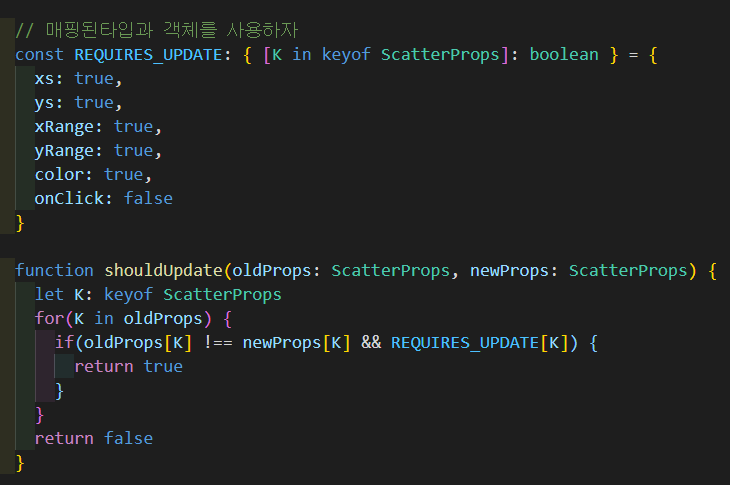 // 매핑된타입과 객체를 사용하자
const REQUIRES_UPDATE: { [K in keyof ScatterProps]: boolean } = {
  xs: true,
  ys: true,
  xRange: true,
  yRange: true,
  color: true,
  onClick: false
}

function shouldUpdate(oldProps: ScatterProps, newProps: ScatterProps) {
  let K: keyof ScatterProps
  for(K in oldProps) {
    if(oldProps[K] !== newProps[K] && REQUIRES_UPDATE[K]) {
      return true
    }
  }
  return false
}